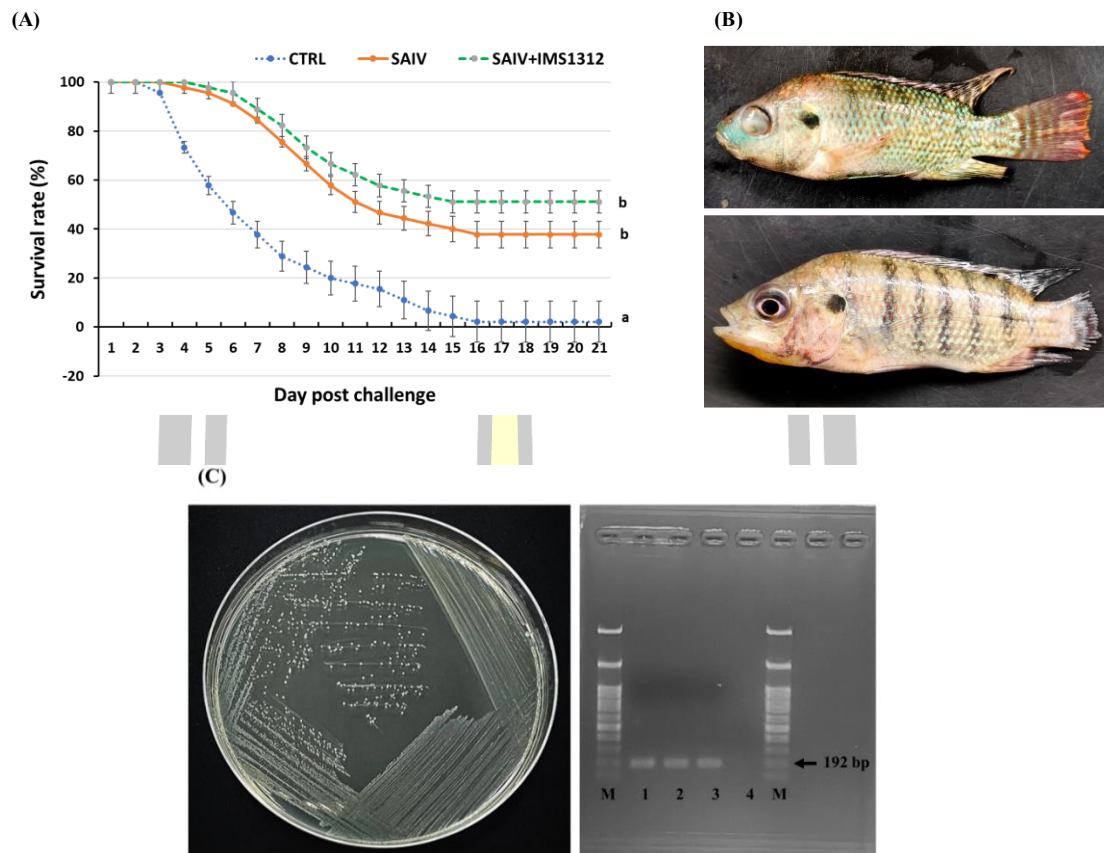 (A)
(B)
CTRL SAIV SAIV+IMS1312
Survival rate (%)
100
80
60
40
20
0
-20
b
b
a
1 2 3 4 5 6 7 8 9 10 11 12 13 14 15 16 17 18 19 20 21
Day post challenge
(C)
192 bp
M 1 2 3 4 M